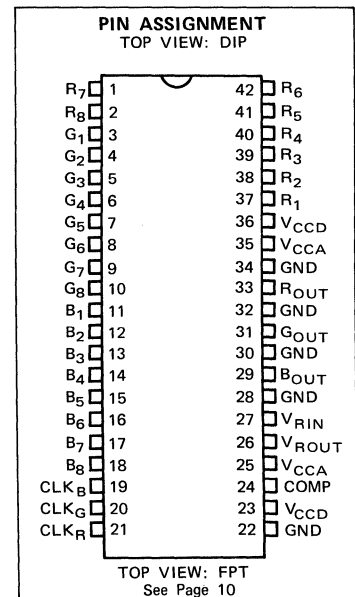 PIN ASSIGNMENT
TOP VIEW: DIP
R7 1 42 R6
R8 2 41 R5
G1 3 40 R4
G2 4 39 R3
G3 5 38 R2
G4 6 37 R1
G5 7 36 VCCD
G6 8 35 VCCA
G7 9 34 GND
G8 10 33 ROUT
B1 11 32 GND
B2 12 31 GOUT
B3 13 30 GND
B4 14 29 BOUT
B5 15 28 GND
B6 16 27 VRIN
B7 17 26 VROUT
B8 18 25 VCCA
CLKB 19 24 COMP
CLKG 20 23 VCCD
CLKR 21 22 GND
TOP VIEW: FPT
See Page 10